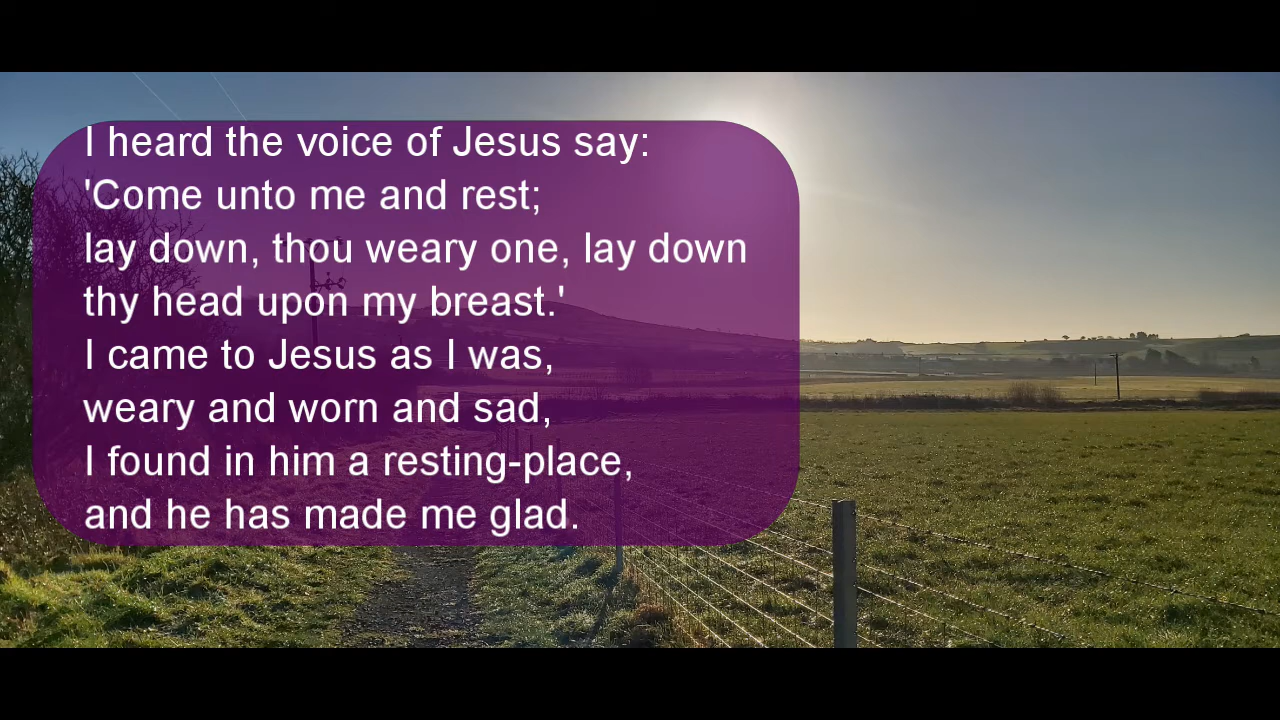 I heard the voice of Jesus say:
'Come unto me and rest;
lay down, thou weary one, lay down
thy head upon my breast.'
I came to Jesus as I was,
weary and worn and sad,
I found in him a resting-place,
and he has made me glad.